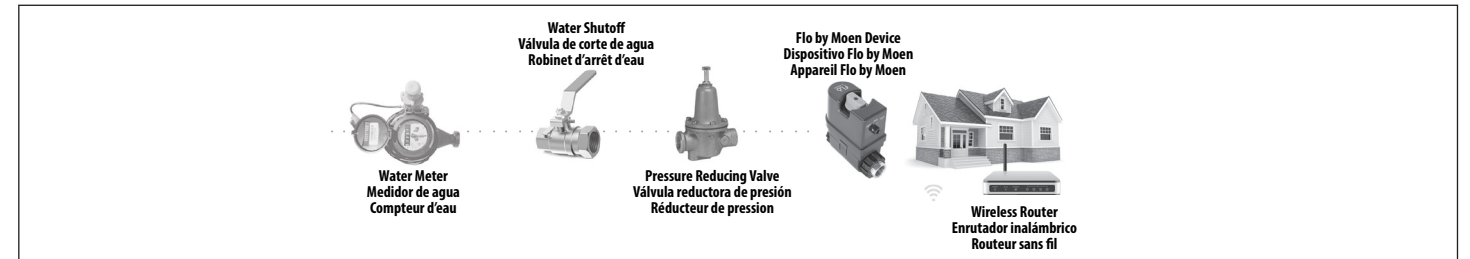 Water Shutoff
Válvula de corte de agua
Robinet d'arrêt d'eau
Flo by Moen Device
Dispositivo Flo by Moen
Appareil Flo by Moen
Water Meter
Medidor de agua
Compteur d'eau
Pressure Reducing Valve
Válvula reductora de presión
Réducteur de pression
Wireless Router
Enrutador inalámbrico
Routeur sans fil